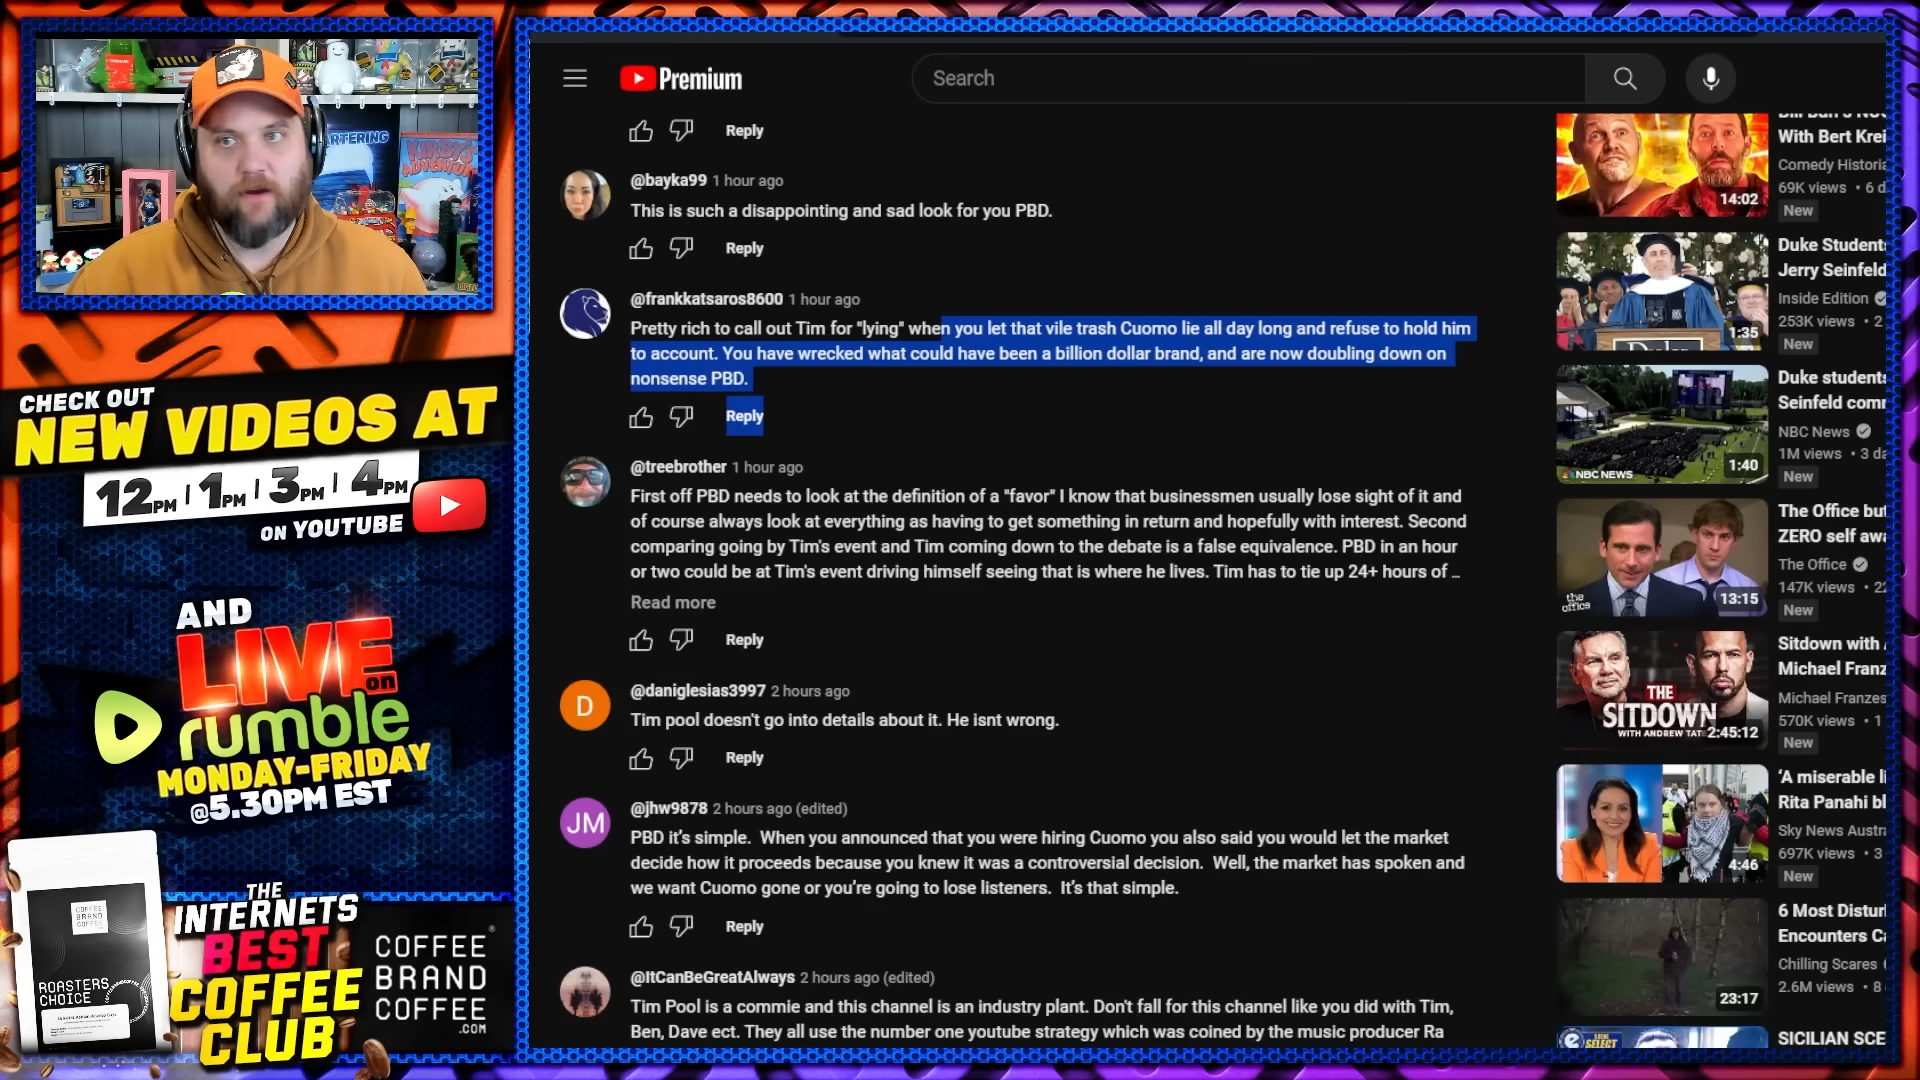 ARTERING
KIRBY'S
ADVENTURE
CHECK OUT
NEW VIDEOS AT
12PM | 1PM | 3PM | 4PM
ON YOUTUBE
AND
LIVE
on
rumble
MONDAY-FRIDAY
@5.30PM EST
COFFEE
BRAND
COFFEE
ROASTERS
CHOICE
THE
INTERNETS
BEST
COFFEE
CLUB
COFFEE
BRAND
COFFEE
.COM
Premium
Search
Reply
@bayka99 1 hour ago
This is such a disappointing and sad look for you PBD.
Reply
@frankkatsaros8600 1 hour ago
Pretty rich to call out Tim for "lying" when you let that vile trash Cuomo lie all day long and refuse to hold him
to account. You have wrecked what could have been a billion dollar brand, and are now doubling down on
nonsense PBD.
Reply
@treebrother 1 hour ago
First off PBD needs to look at the definition of a "favor" I know that businessmen usually lose sight of it and
of course always look at everything as having to get something in return and hopefully with interest. Second
comparing going by Tim's event and Tim coming down to the debate is a false equivalence. PBD in an hour
or two could be at Tim's event driving himself seeing that is where he lives. Tim has to tie up 24+ hours of ...
Read more
Reply
D
@daniglesias3997 2 hours ago
Tim pool doesn't go into details about it. He isnt wrong.
Reply
JM
@jhw9878 2 hours ago (edited)
PBD it’s simple.  When you announced that you were hiring Cuomo you also said you would let the market
decide how it proceeds because you knew it was a controversial decision.  Well, the market has spoken and
we want Cuomo gone or you’re going to lose listeners.  It’s that simple.
Reply
@ItCanBeGreatAlways 2 hours ago (edited)
Tim Pool is a commie and this channel is an industry plant. Don't fall for this channel like you did with Tim,
Ben, Dave ect. They all use the number one youtube strategy which was coined by the music producer Ra
14:02
With Bert Krei
Comedy Historia
69K views • 6 d
New
1:35
Duke Students
Jerry Seinfeld
Inside Edition
253K views • 2
New
NBC NEWS
1:40
Duke students
Seinfeld comm
NBC News
1M views • 3 da
New
the
office
13:15
The Office but
ZERO self awa
The Office
147K views • 22
New
THE
SITDOWN
WITH ANDREW TATE
2:45:12
Sitdown with
Michael Franz
Michael Franzes
570K views • 1
New
4:46
‘A miserable li
Rita Panahi bl
Sky News Austra
697K views • 3
New
23:17
6 Most Distur
Encounters Ca
Chilling Scares
2.6M views • 8
SELECT
SICILIAN SCE